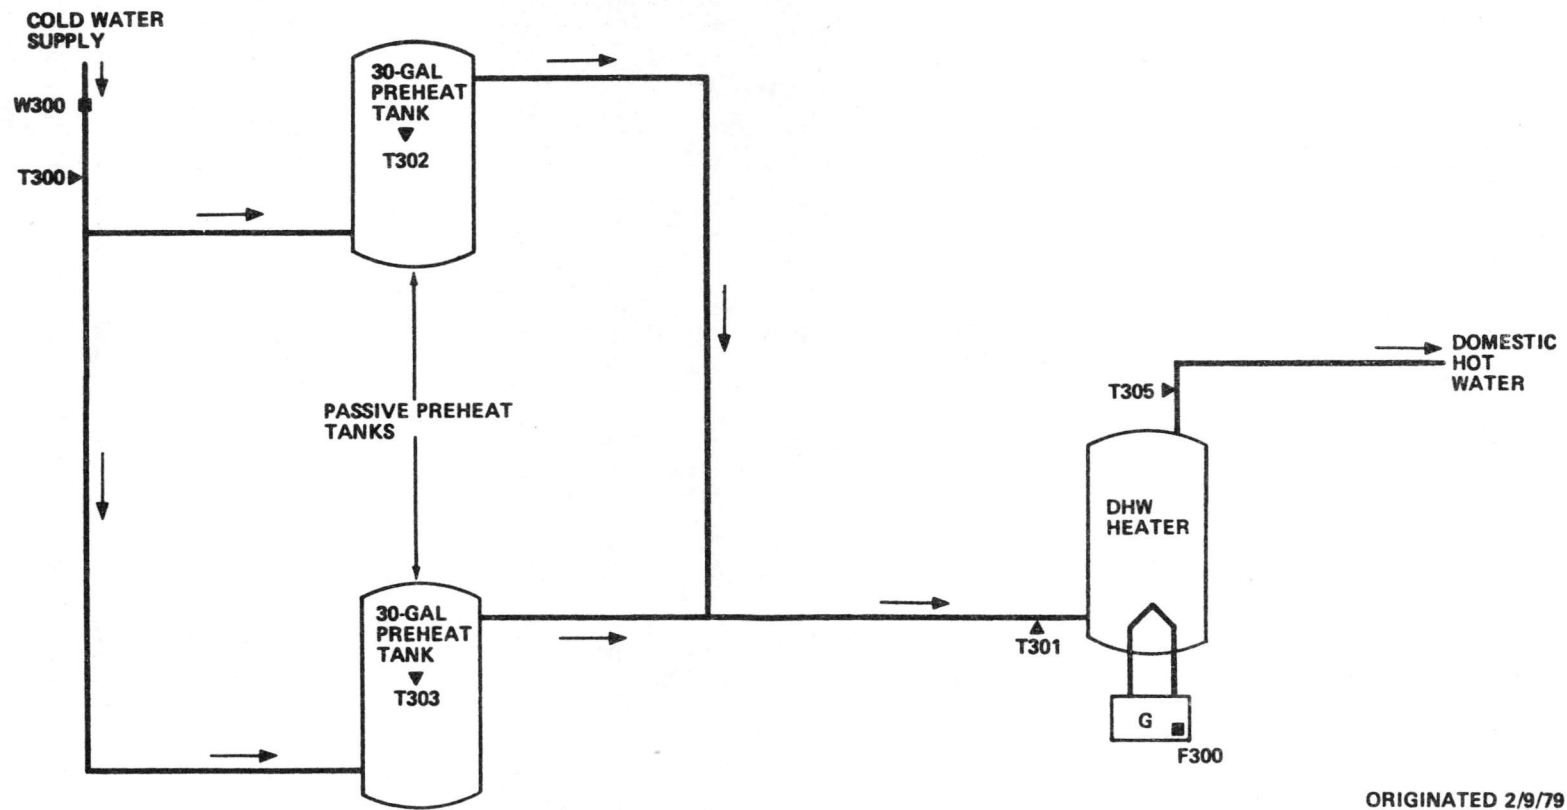 COLD WATER
SUPPLY
W300
T300
30-GAL
PREHEAT
TANK
T302
PASSIVE PREHEAT
TANKS
30-GAL
PREHEAT
TANK
T303
T301
T305
DOMESTIC
HOT
WATER
DHW
HEATER
G
F300
ORIGINATED 2/9/79